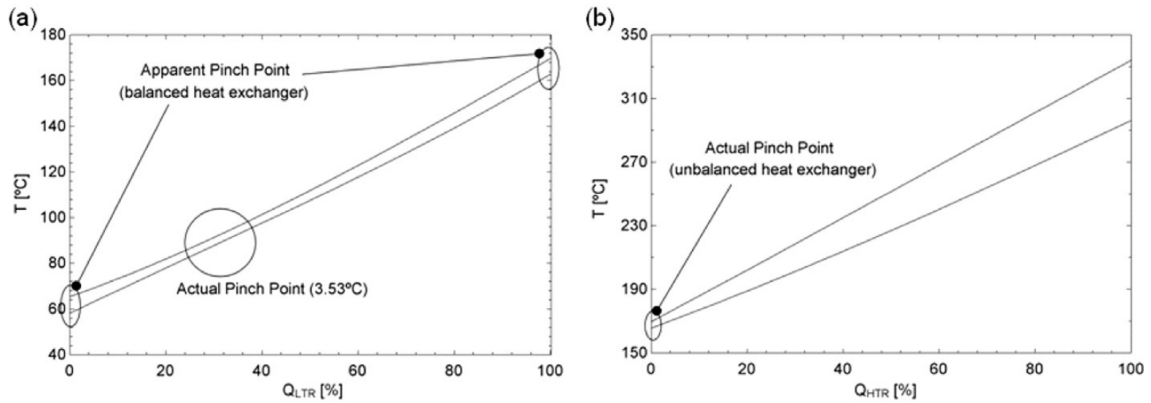 (a)
180
160
140
120
100
80
60
40
T [ºC]
Apparent Pinch Point
(balanced heat exchanger)
Actual Pinch Point (3.53ºC)
0 20 40 60 80 100
QLTR [%]
(b)
350
310
270
230
190
150
T [ºC]
Actual Pinch Point
(unbalanced heat exchanger)
0 20 40 60 80 100
QHTR [%]